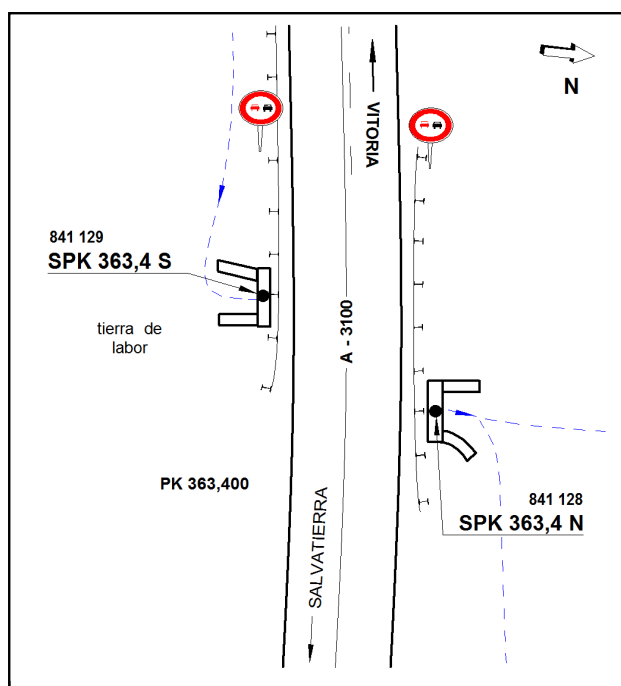 N
VITORIA
841 129
SPK 363,4 S
tierra de
labor
A - 3100
PK 363,400
841 128
SPK 363,4 N
SALVATIERRA